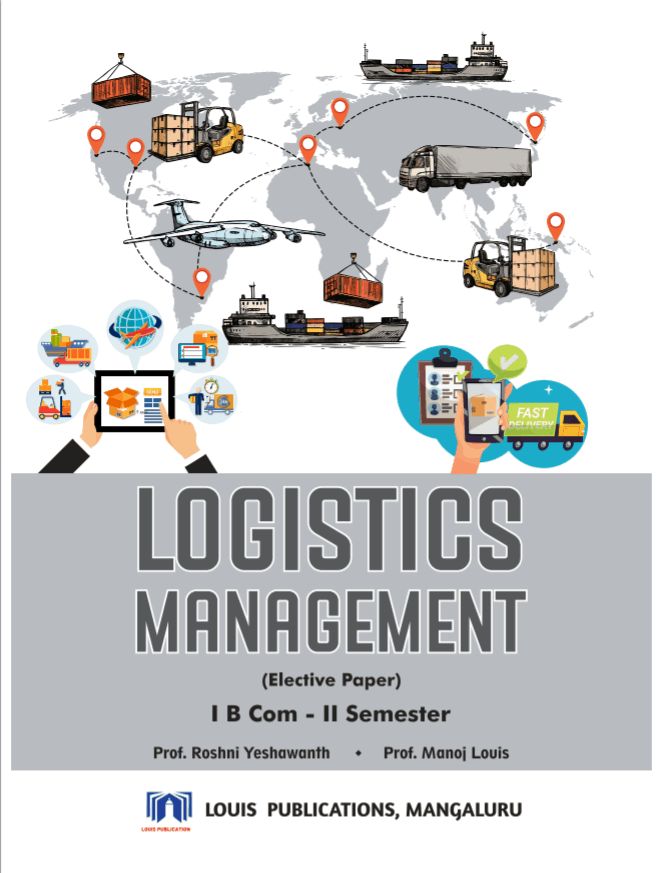 FAST
DELIVERY
LOGISTICS
MANAGEMENT
(Elective Paper)
I B Com - II Semester
Prof. Roshni Yeshawanth • Prof. Manoj Louis
LOUIS PUBLICATION
LOUIS PUBLICATIONS, MANGALURU